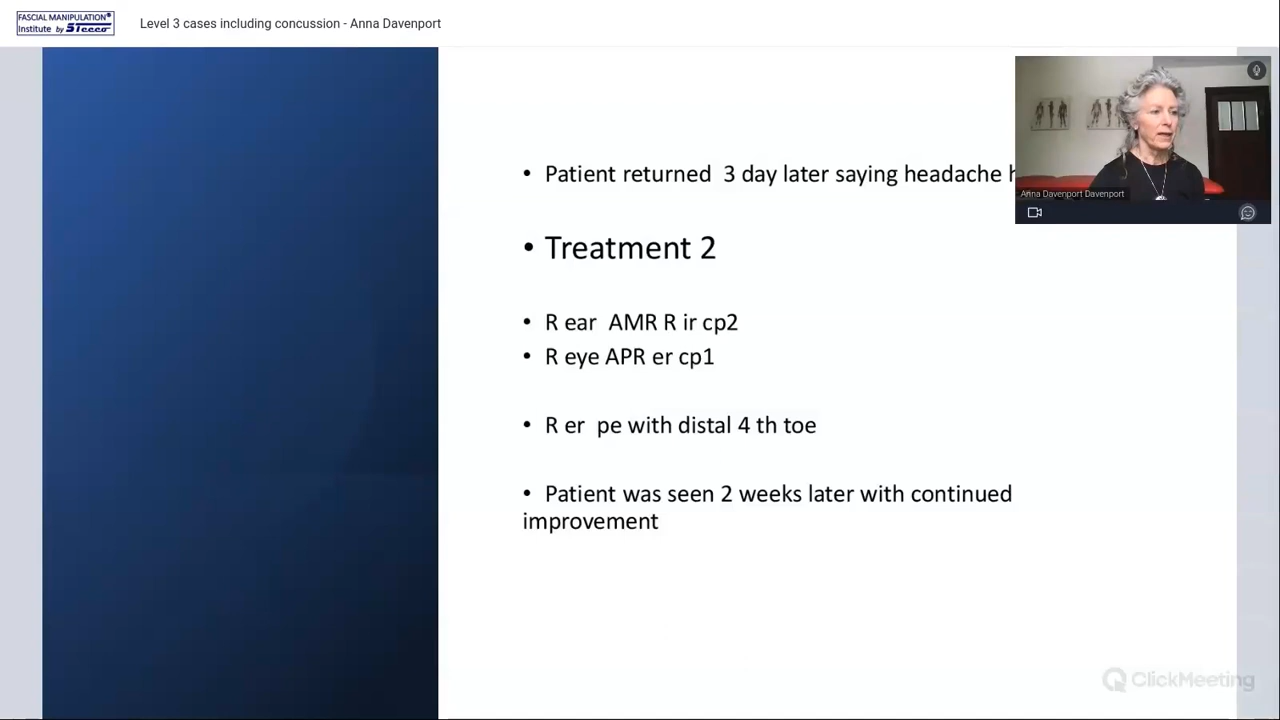 FASCIAL MANIPULATION®
Institute by Stecco
Level 3 cases including concussion - Anna Davenport
• Patient returned 3 day later saying headache
Anna Davenport Davenport
• Treatment 2
• R ear AMR R ir cp2
• R eye APR er cp1
• R er pe with distal 4 th toe
• Patient was seen 2 weeks later with continued
improvement
ClickMeeting